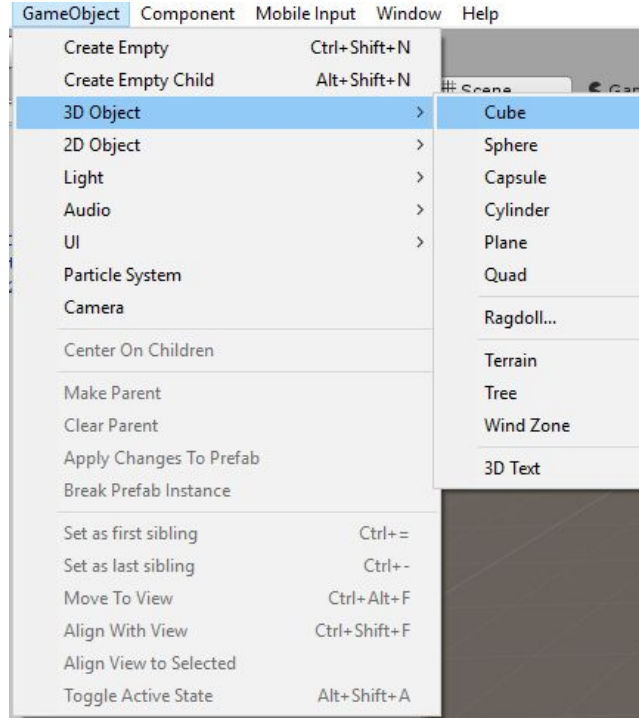 GameObject Component Mobile Input Window Help
Create Empty Ctrl+Shift+N
Create Empty Child Alt+Shift+N
3D Object >
2D Object >
Light >
Audio >
UI >
Particle System
Camera
Center On Children
Make Parent
Clear Parent
Apply Changes To Prefab
Break Prefab Instance
Set as first sibling Ctrl+=
Set as last sibling Ctrl+-
Move To View Ctrl+Alt+F
Align With View Ctrl+Shift+F
Align View to Selected
Toggle Active State Alt+Shift+A
# Scene
Cube
Sphere
Capsule
Cylinder
Plane
Quad
Ragdoll...
Terrain
Tree
Wind Zone
3D Text